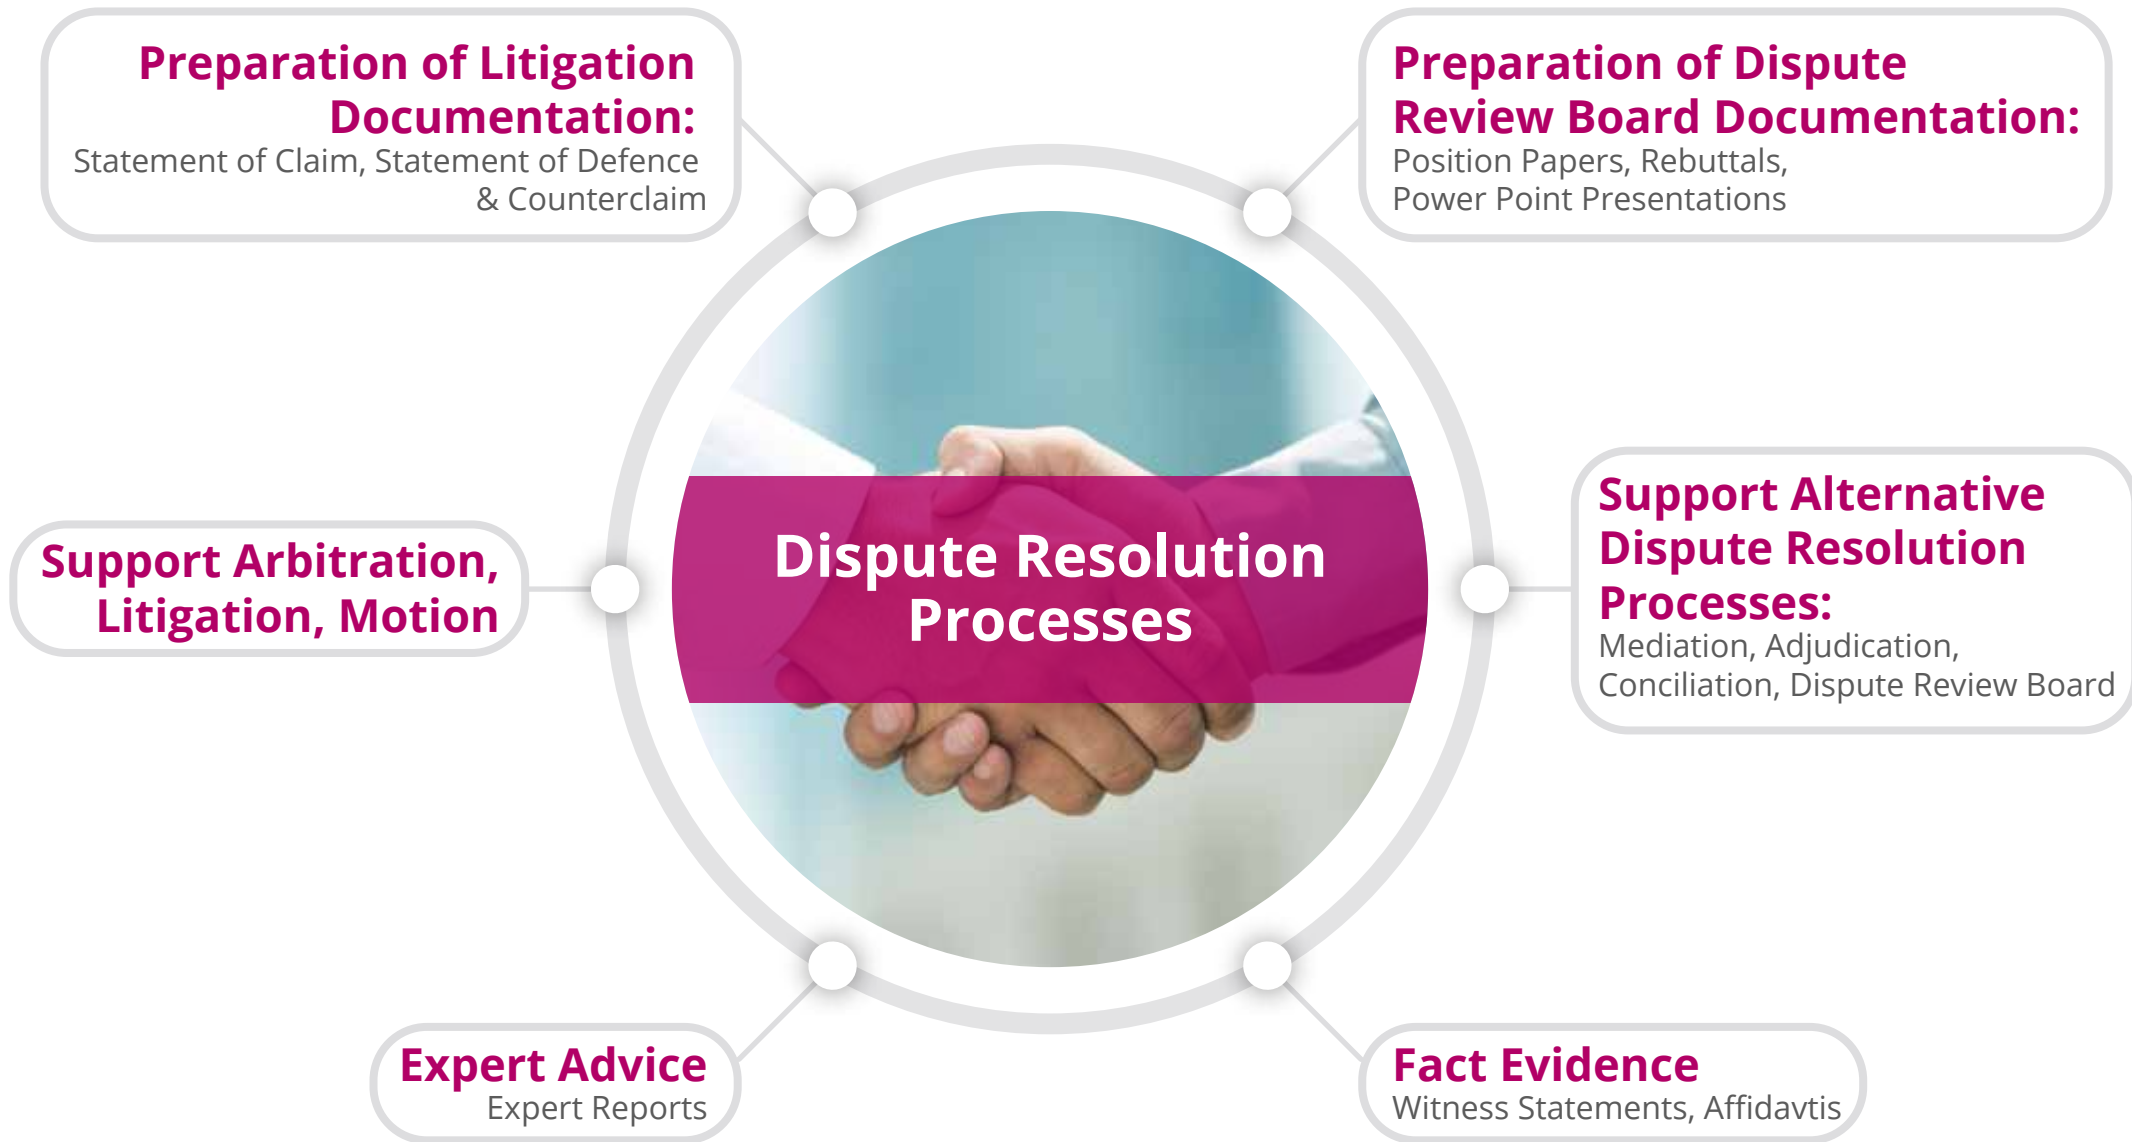 Preparation of Litigation
Documentation:
Statement of Claim, Statement of Defence
& Counterclaim
Preparation of Dispute
Review Board Documentation:
Position Papers, Rebuttals,
Power Point Presentations
Support Arbitration,
Litigation, Motion
Dispute Resolution
Processes
Support Alternative
Dispute Resolution
Processes:
Mediation, Adjudication,
Conciliation, Dispute Review Board
Expert Advice
Expert Reports
Fact Evidence
Witness Statements, Affidavtis